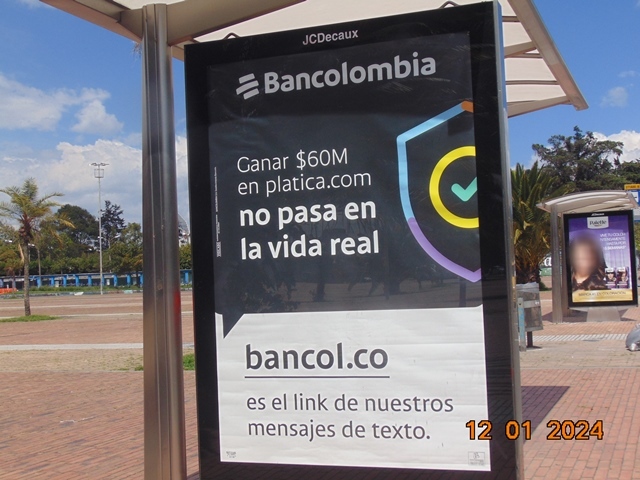 JCDecaux
Bancolombia
Ganar $60M
en platica.com
no pasa en
la vida real
bancol.co
es el link de nuestros
mensajes de texto.
12 01 2024
JCDecaux